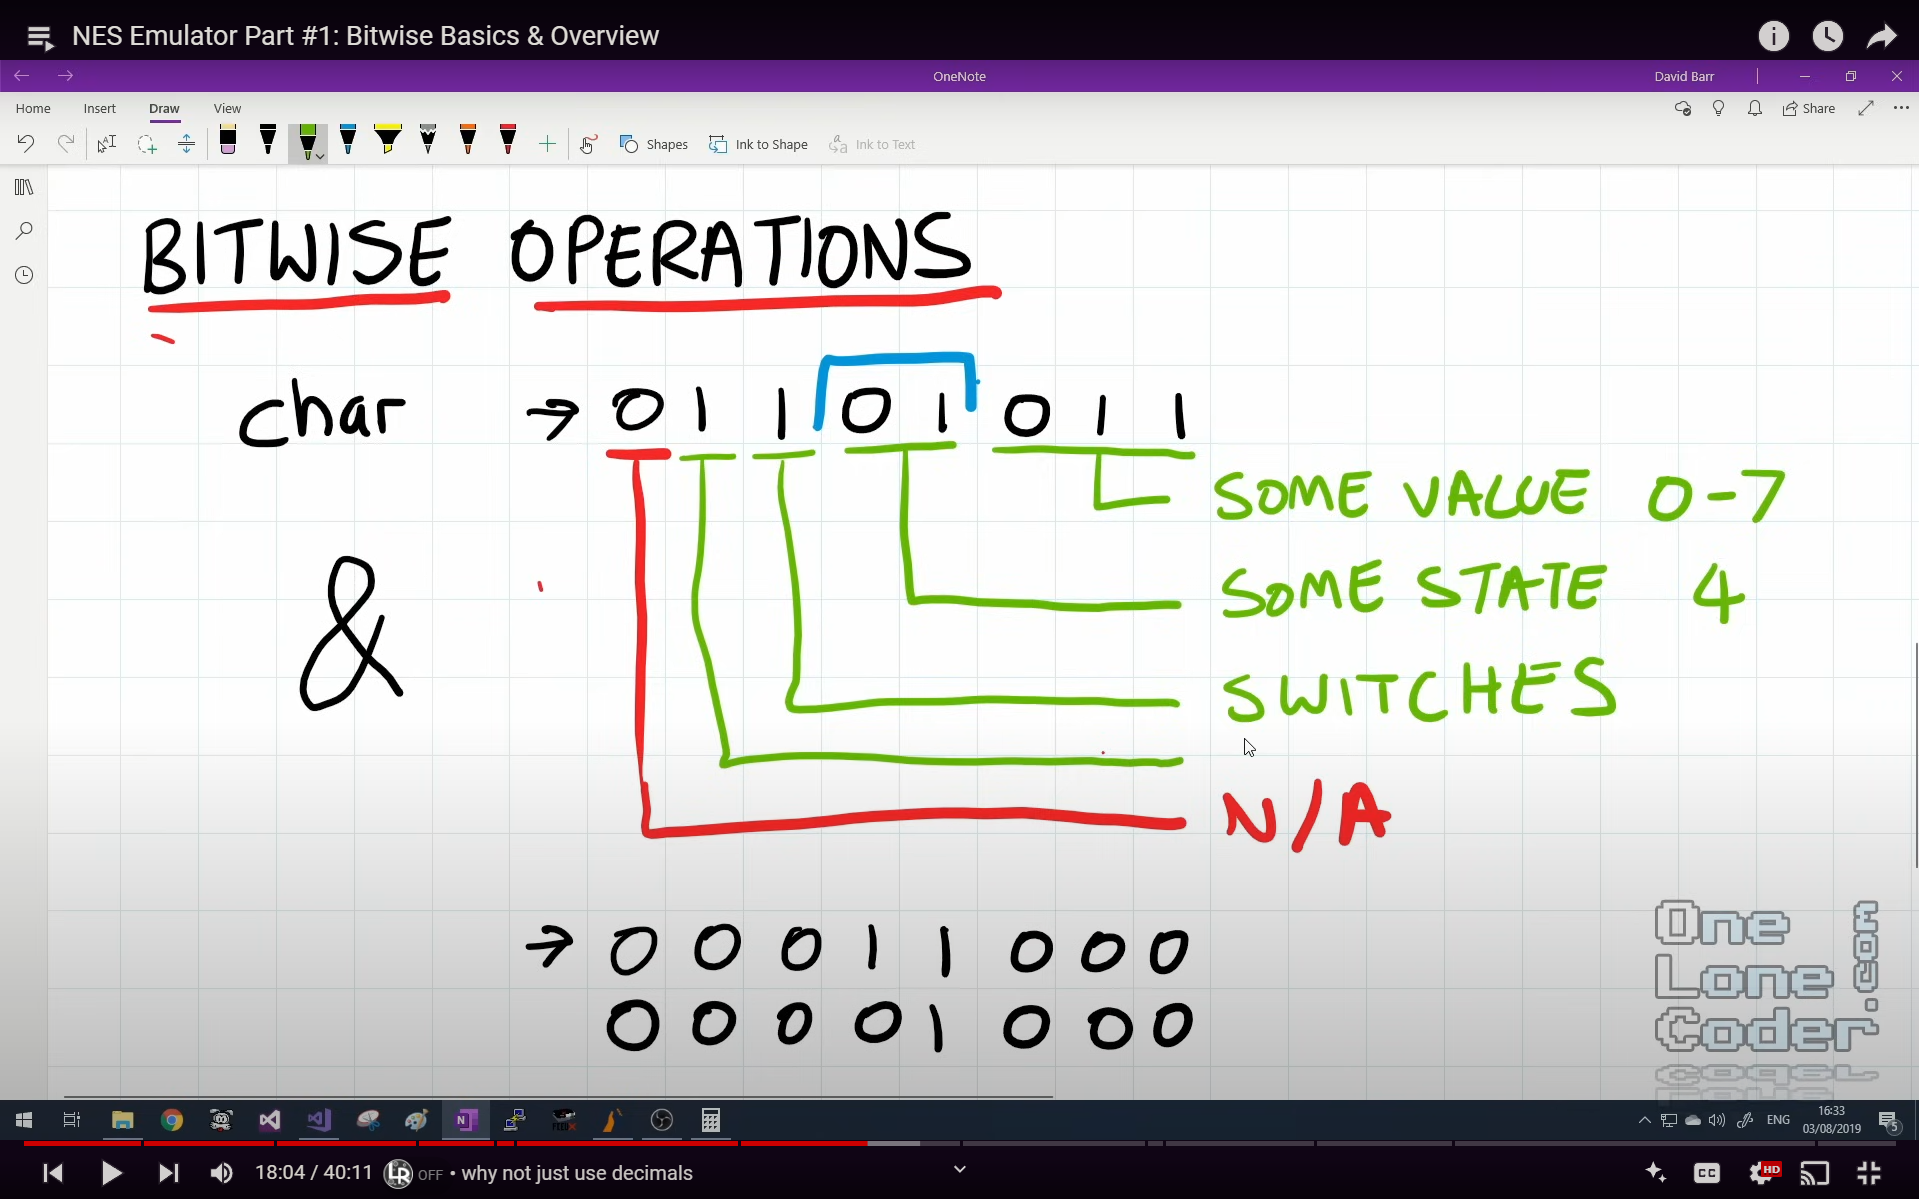 NES Emulator Part #1: Bitwise Basics & Overview
OneNote
David Barr
Home Insert Draw View
Share
Shapes Ink to Shape Ink to Text
BITWISE OPERATIONS
char → 0 1 1 0 1 0 1 1
SOME VALUE 0-7
& SOME STATE 4
SWITCHES
N/A
→ 0 0 0 1 1 0 0 0
0 0 0 0 1 0 0 0
One
Lone
Coder
.com
ENG
16:33
03/08/2019
5
18:04 / 40:11 LR OFF • why not just use decimals
CC HD